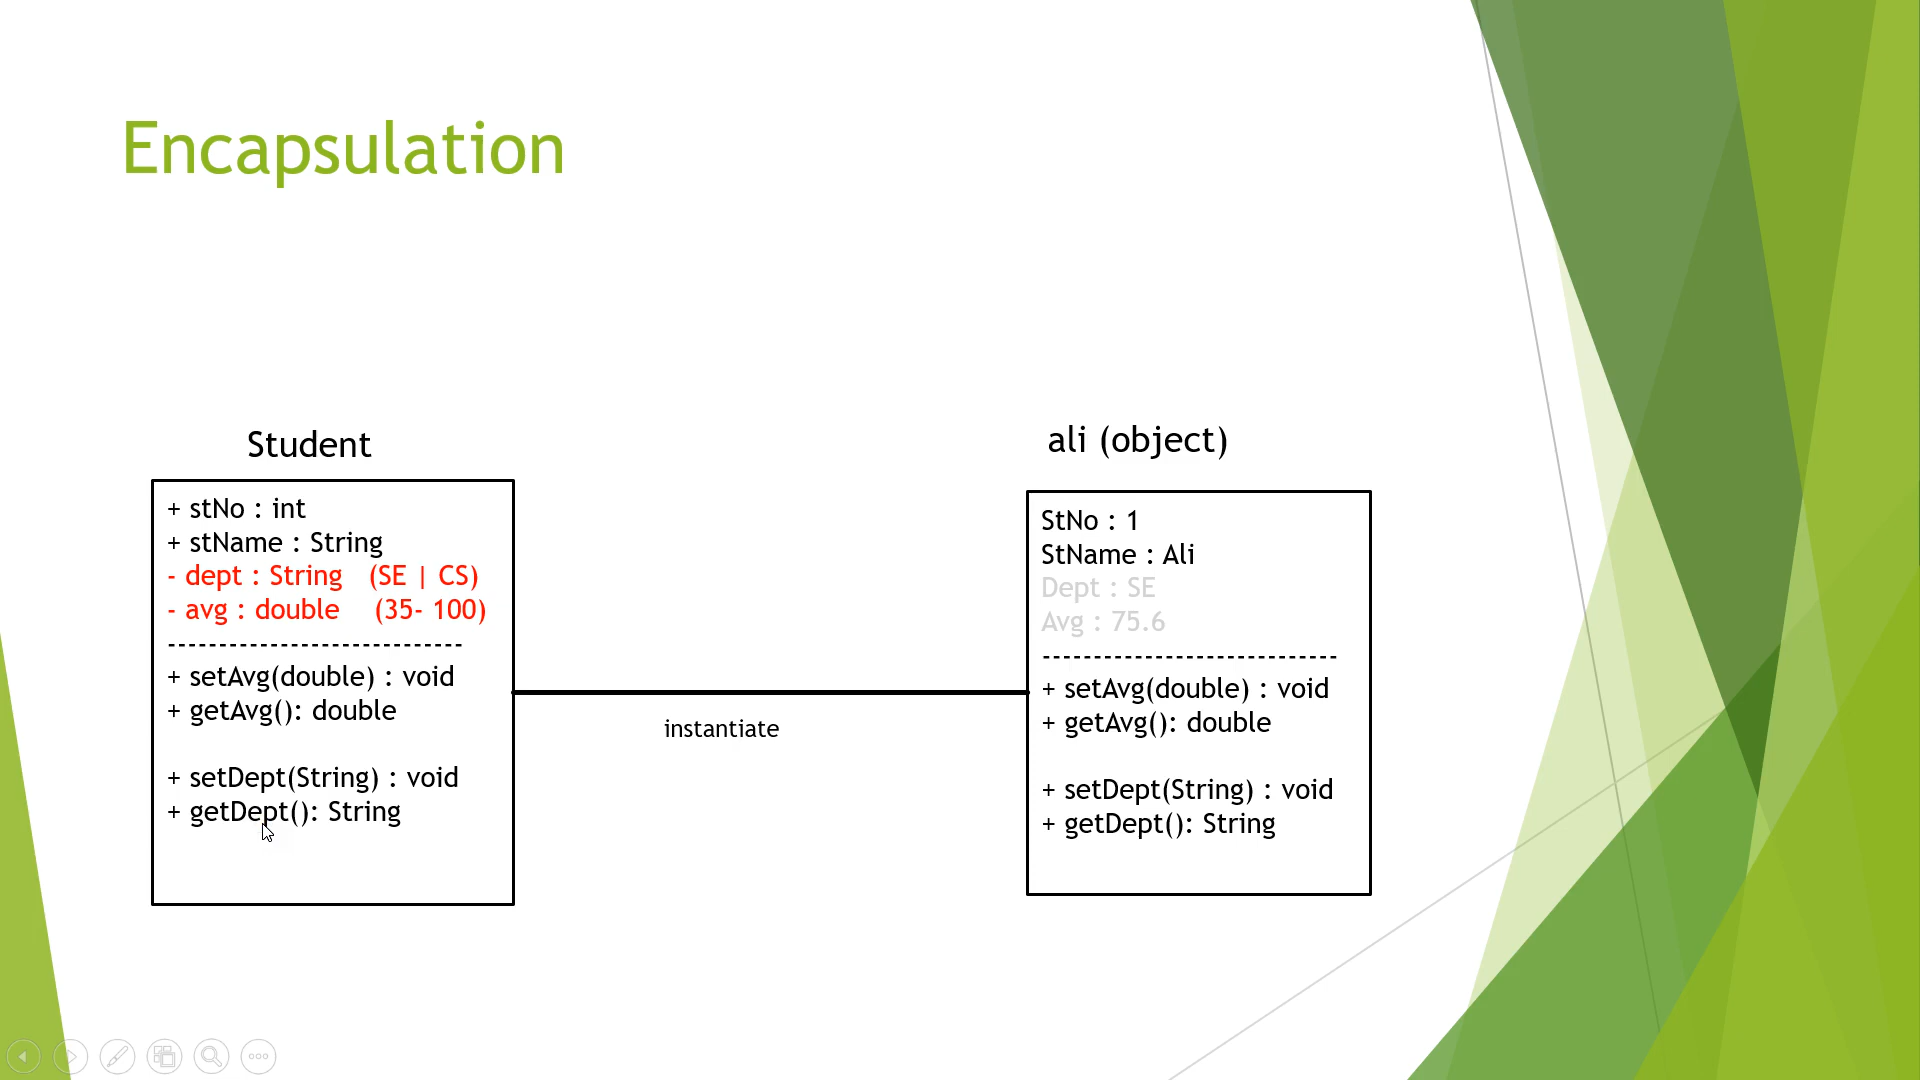 Encapsulation
Student
+ stNo : int
+ stName : String
- dept : String (SE | CS)
- avg : double (35- 100)
-----------------------------
+ setAvg(double) : void
+ getAvg(): double
+ setDept(String) : void
+ getDept(): String
instantiate
ali (object)
StNo : 1
StName : Ali
Dept : SE
Avg : 75.6
-----------------------------
+ setAvg(double) : void
+ getAvg(): double
+ setDept(String) : void
+ getDept(): String